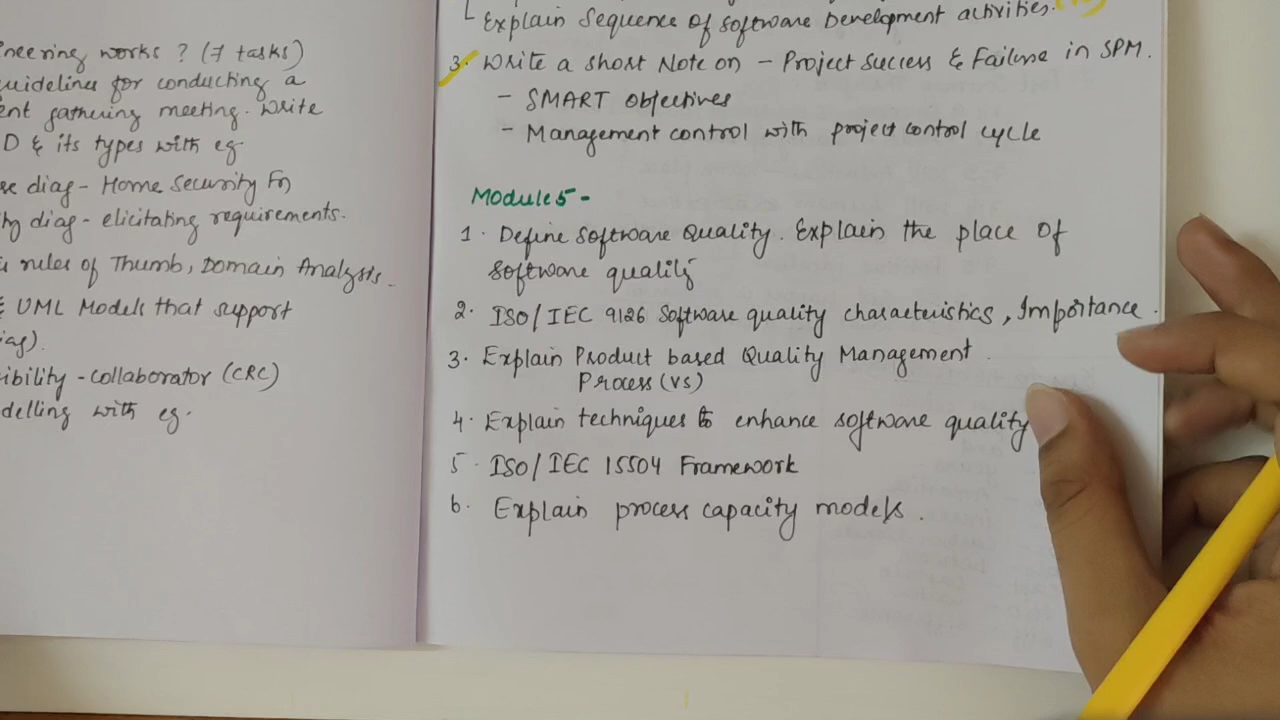 neering works ? (7 tasks)
uidelines for conducting a
ent gathering meeting. Write
D & its types with eg
se diag - Home Security Fn
ty diag - elicitating requirements.
rules of Thumb, Domain Analysis.
& UML Models that support
iag).
ibility - collaborator (CRC)
delling with eg.
Explain Sequence of Software Development activities.
3. Write a short Note on - Project Success & Failure in SPM.
- SMART objectives
- Management control with project control cycle
Module 5 -
1. Define Software Quality. Explain the place of
software quality
2. ISO/IEC 9126 Software quality characteristics, Importance.
3. Explain Product based Quality Management
Process (vs)
4. Explain techniques to enhance software quality
5. ISO/IEC 15504 Framework
6. Explain process capacity models.